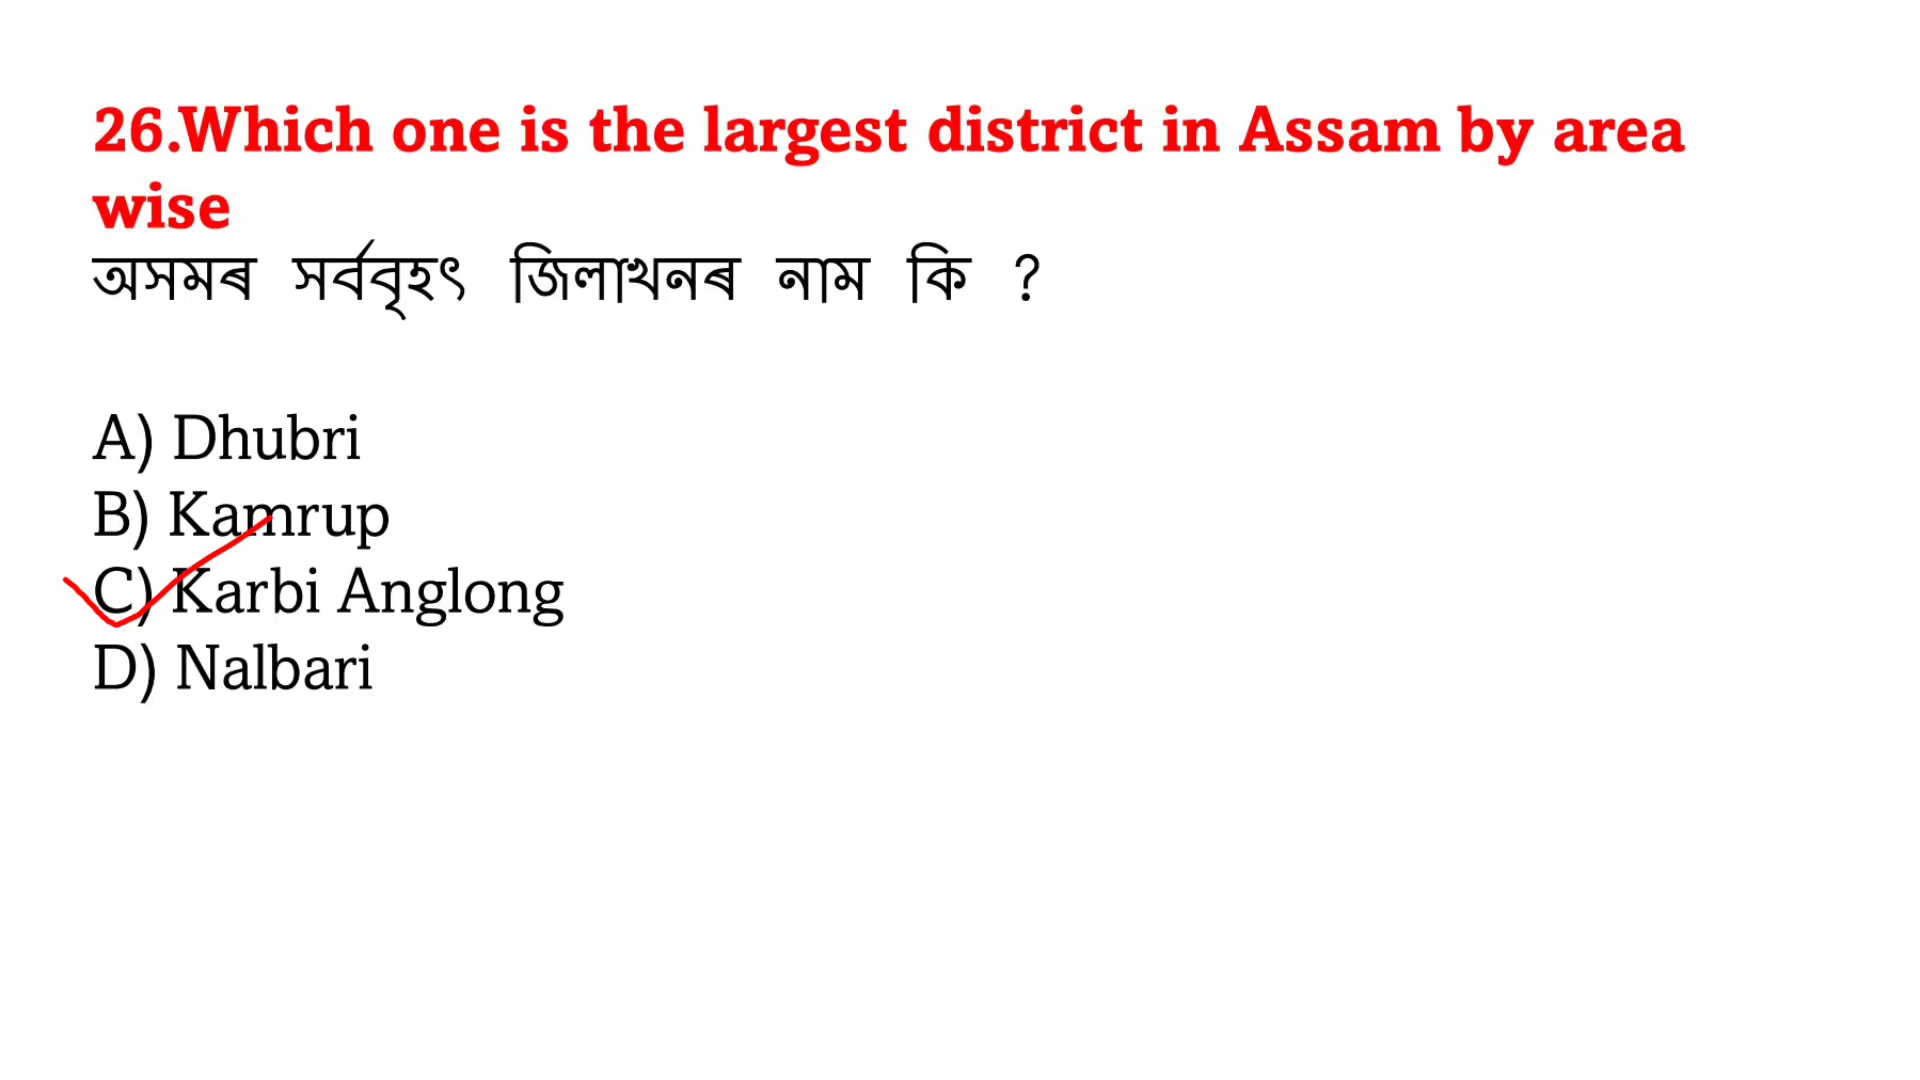 26.Which one is the largest district in Assam by area
wise
অসমৰ সৰ্ববৃহৎ জিলাখনৰ নাম কি ?
A) Dhubri
B) Kamrup
C) Karbi Anglong
D) Nalbari